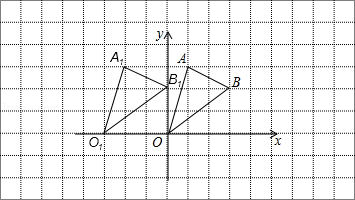 y
A₁ A
B₁ B
O₁ O x